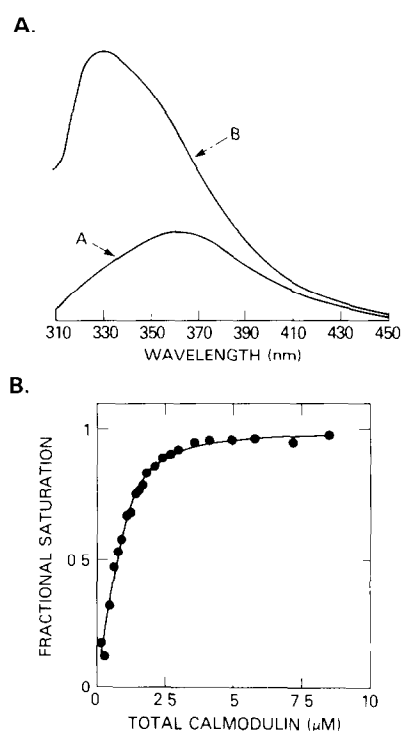 A.
B
A
310 330 350 370 390 410 430 450
WAVELENGTH (nm)
B.
FRACTIONAL SATURATION
1
0 5
0
0 2 5 5 7 5 10
TOTAL CALMODULIN (μM)